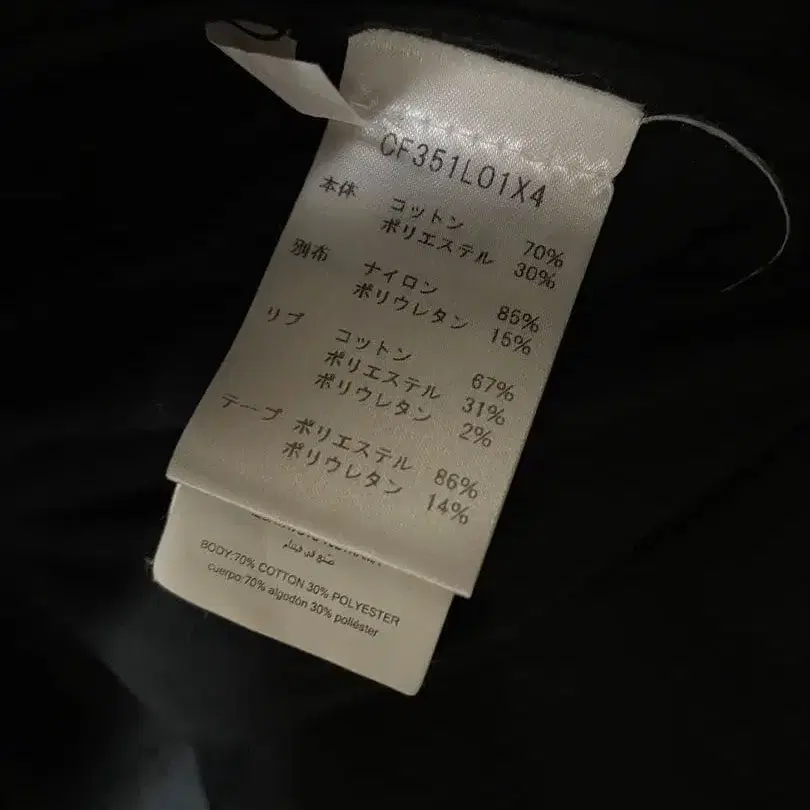 CF351L01X4
本体 コットン 70%
ポリエステル 30%
別布 ナイロン 85%
ポリウレタン 15%
リブ コットン 67%
ポリエステル 31%
ポリウレタン 2%
テープ ポリエステル 86%
ポリウレタン 14%
صنع في فيتنام
BODY:70% COTTON 30% POLYESTER
cuerpo:70% algodón 30% poliéster